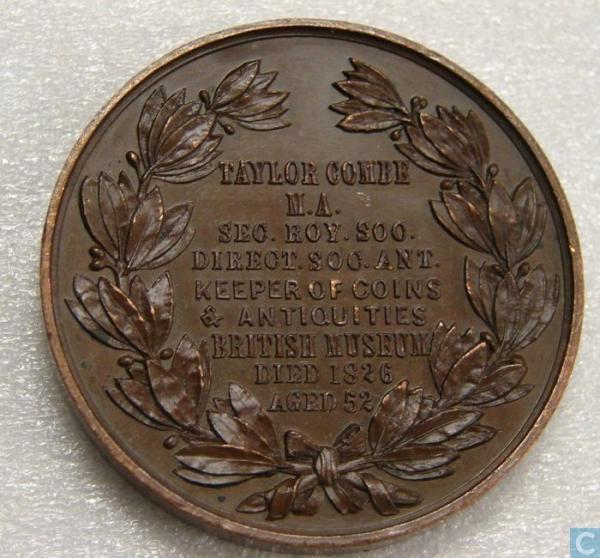 TAYLOR COMBE
M.A.
SEC. ROY. SOC.
DIRECT. SOC. ANT.
KEEPER OF COINS
& ANTIQUITIES
BRITISH MUSEUM
DIED 1826
AGED 52
C